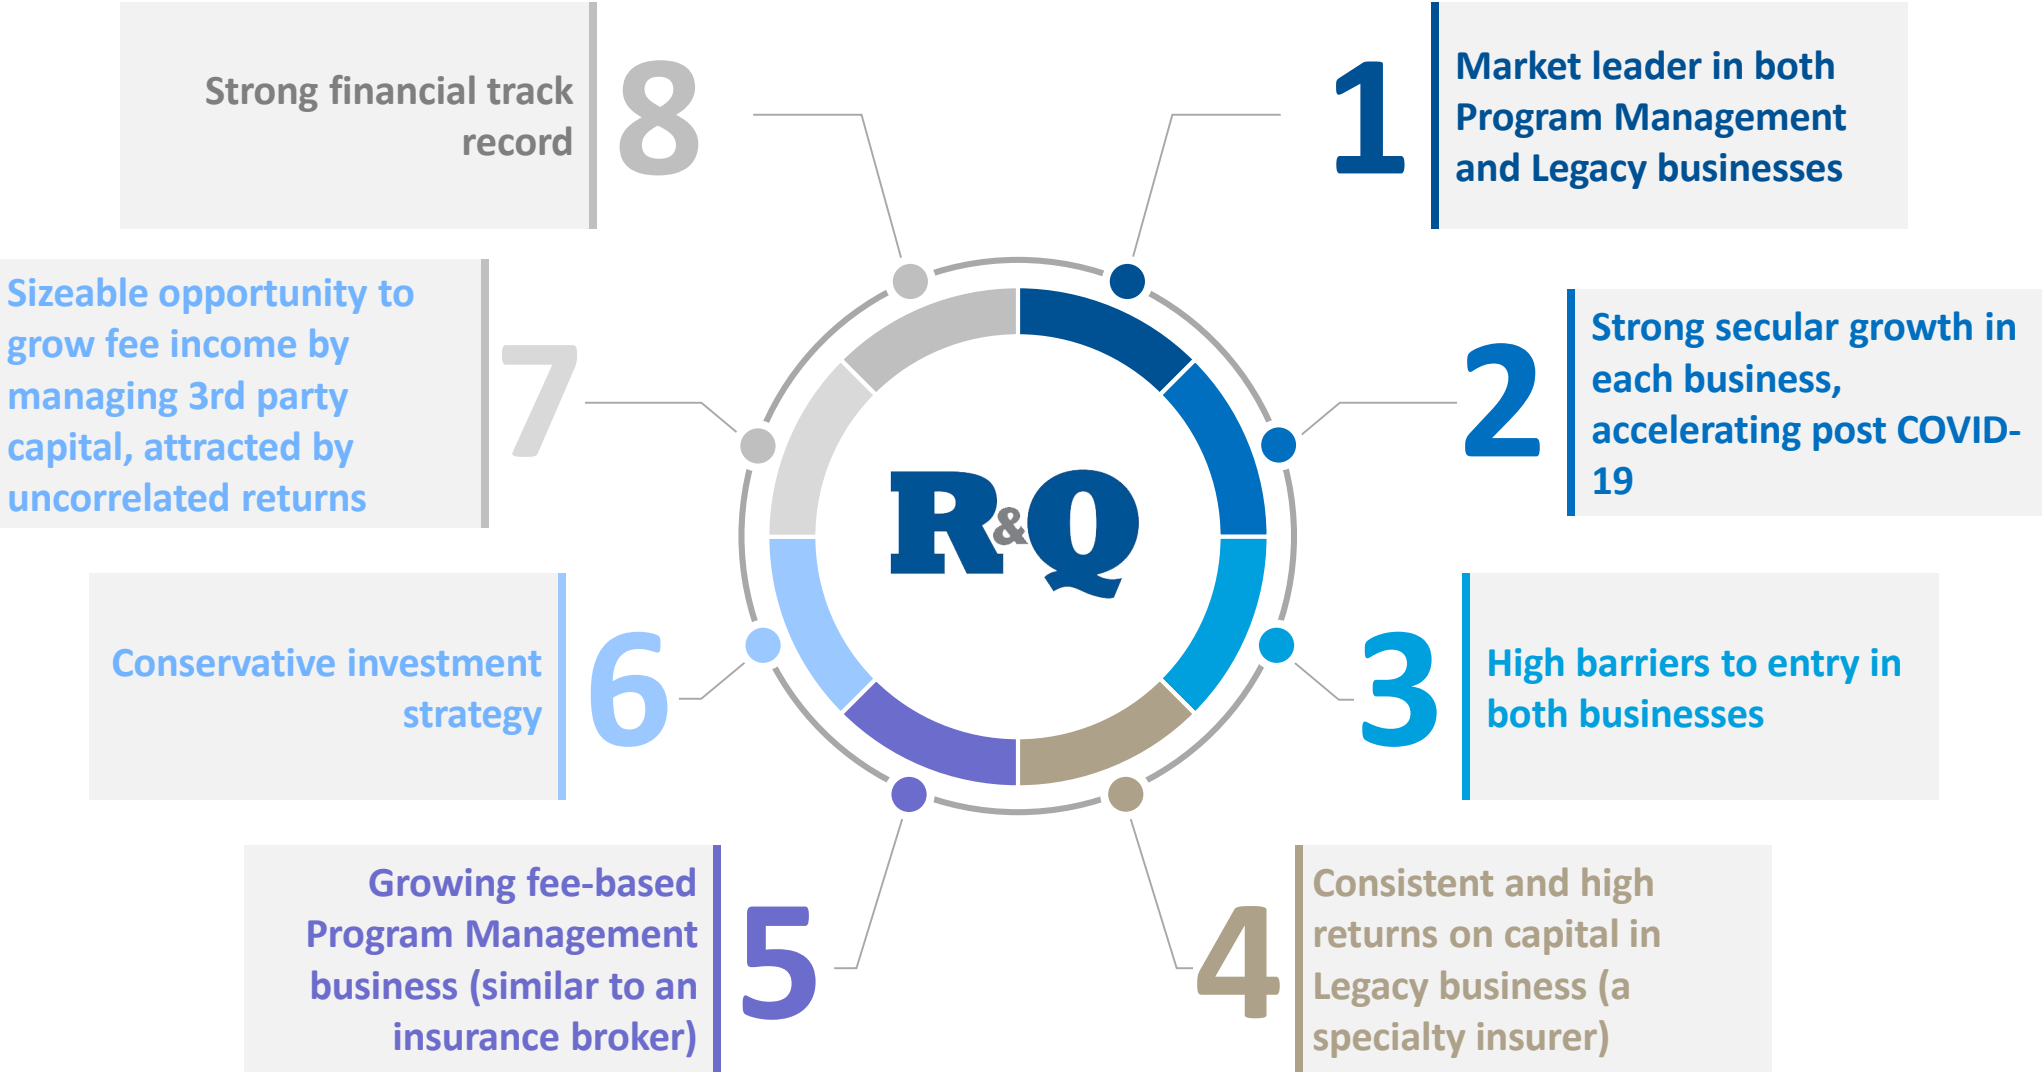 1
Market leader in both
Program Management
and Legacy businesses
2
Strong secular growth in
each business,
accelerating post COVID-
19
3
High barriers to entry in
both businesses
4
Consistent and high
returns on capital in
Legacy business (a
specialty insurer)
5
Growing fee-based
Program Management
business (similar to an
insurance broker)
6
Conservative investment
strategy
7
Sizeable opportunity to
grow fee income by
managing 3rd party
capital, attracted by
uncorrelated returns
8
Strong financial track
record
R&Q